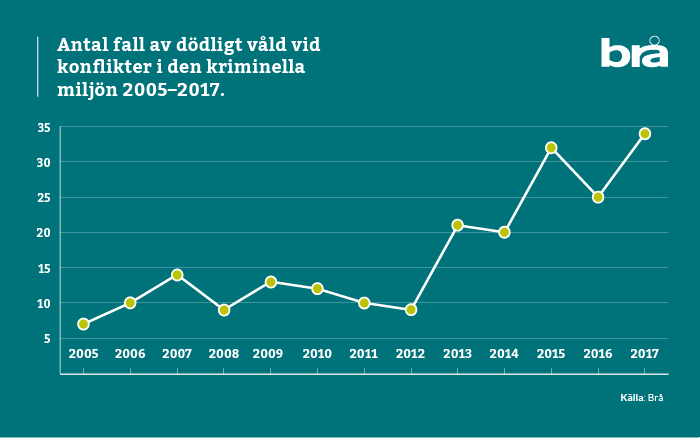 Antal fall av dödligt våld vid
konflikter i den kriminella
miljön 2005–2017.
brå
35
30
25
20
15
10
5
2005 2006 2007 2008 2009 2010 2011 2012 2013 2014 2015 2016 2017
Källa: Brå